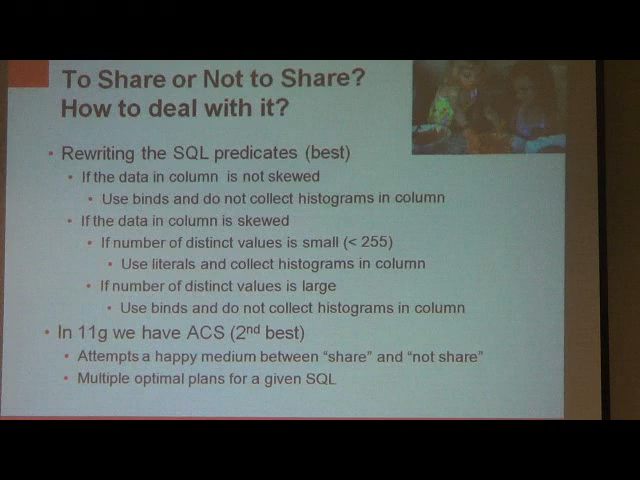 To Share or Not to Share?
How to deal with it?
• Rewriting the SQL predicates (best)
• If the data in column is not skewed
• Use binds and do not collect histograms in column
• If the data in column is skewed
• If number of distinct values is small (< 255)
• Use literals and collect histograms in column
• If number of distinct values is large
• Use binds and do not collect histograms in column
• In 11g we have ACS (2nd best)
• Attempts a happy medium between “share” and “not share”
• Multiple optimal plans for a given SQL